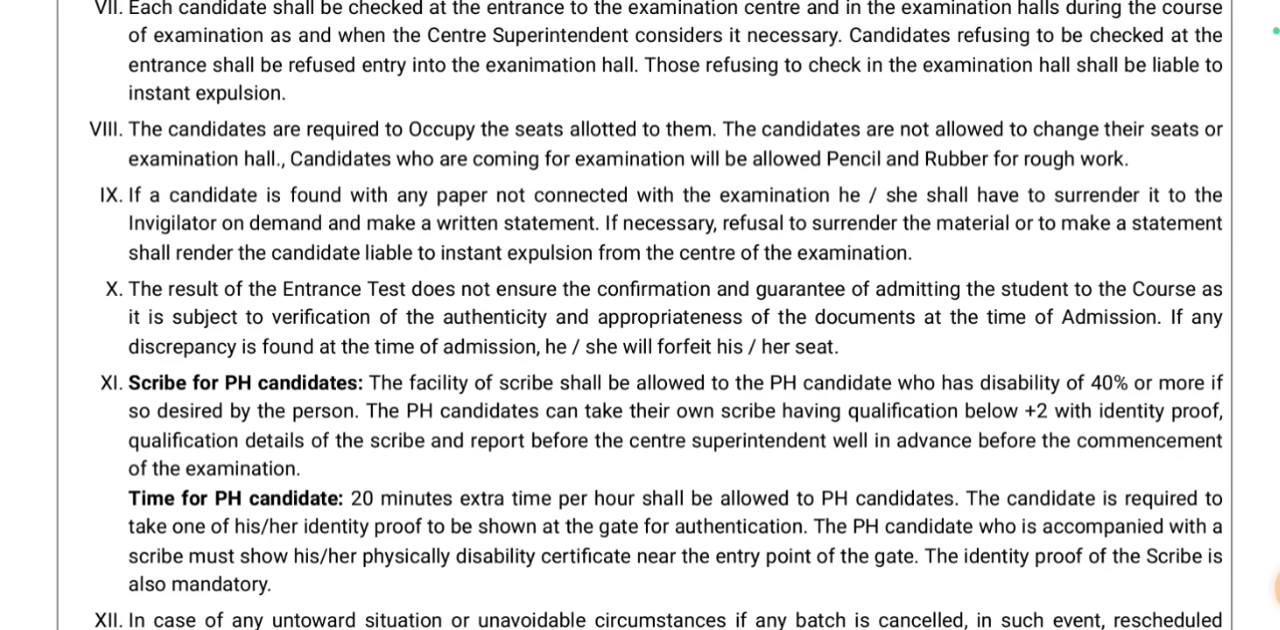 VII. Each candidate shall be checked at the entrance to the examination centre and in the examination halls during the course
of examination as and when the Centre Superintendent considers it necessary. Candidates refusing to be checked at the
entrance shall be refused entry into the exanimation hall. Those refusing to check in the examination hall shall be liable to
instant expulsion.
VIII. The candidates are required to Occupy the seats allotted to them. The candidates are not allowed to change their seats or
examination hall., Candidates who are coming for examination will be allowed Pencil and Rubber for rough work.
IX. If a candidate is found with any paper not connected with the examination he / she shall have to surrender it to the
Invigilator on demand and make a written statement. If necessary, refusal to surrender the material or to make a statement
shall render the candidate liable to instant expulsion from the centre of the examination.
X. The result of the Entrance Test does not ensure the confirmation and guarantee of admitting the student to the Course as
it is subject to verification of the authenticity and appropriateness of the documents at the time of Admission. If any
discrepancy is found at the time of admission, he / she will forfeit his / her seat.
XI. Scribe for PH candidates: The facility of scribe shall be allowed to the PH candidate who has disability of 40% or more if
so desired by the person. The PH candidates can take their own scribe having qualification below +2 with identity proof,
qualification details of the scribe and report before the centre superintendent well in advance before the commencement
of the examination.
Time for PH candidate: 20 minutes extra time per hour shall be allowed to PH candidates. The candidate is required to
take one of his/her identity proof to be shown at the gate for authentication. The PH candidate who is accompanied with a
scribe must show his/her physically disability certificate near the entry point of the gate. The identity proof of the Scribe is
also mandatory.
XII. In case of any untoward situation or unavoidable circumstances if any batch is cancelled, in such event, rescheduled